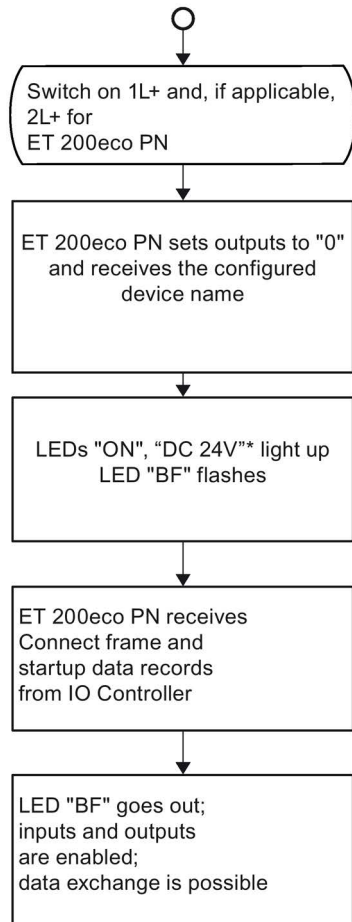 Switch on 1L+ and, if applicable,
2L+ for
ET 200eco PN
ET 200eco PN sets outputs to "0"
and receives the configured
device name
LEDs "ON", “DC 24V”* light up
LED "BF" flashes
ET 200eco PN receives
Connect frame and
startup data records
from IO Controller
LED "BF" goes out;
inputs and outputs
are enabled;
data exchange is possible